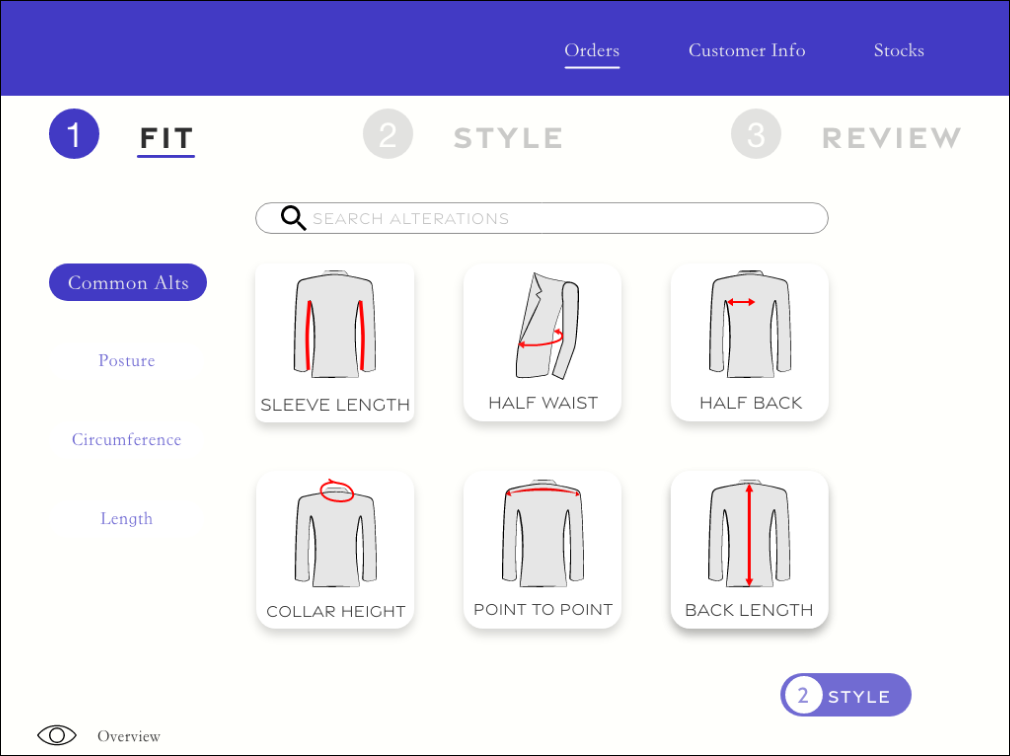 Orders Customer Info Stocks
1 FIT 2 STYLE 3 REVIEW
SEARCH ALTERATIONS
Common Alts
Posture
Circumference
Length
SLEEVE LENGTH HALF WAIST HALF BACK
COLLAR HEIGHT POINT TO POINT BACK LENGTH
2 STYLE
Overview